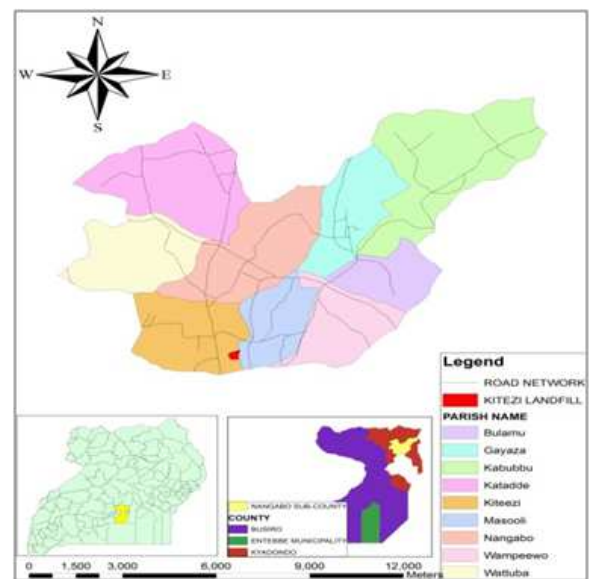 N
W
E
S
Legend
ROAD NETWORK
KITEZI LANDFILL
PARISH NAME
Bulamu
Gayaza
Kabubbu
Katadde
Kiteezi
Masooli
Nangabo
Wampeewo
Wattuba
NANGABO SUB-COUNTY
COUNTY
BUSIRO
ENTEBBE MUNICIPALITY
KYADONDO
0 1,500 3,000 6,000 9,000 12,000
Meters